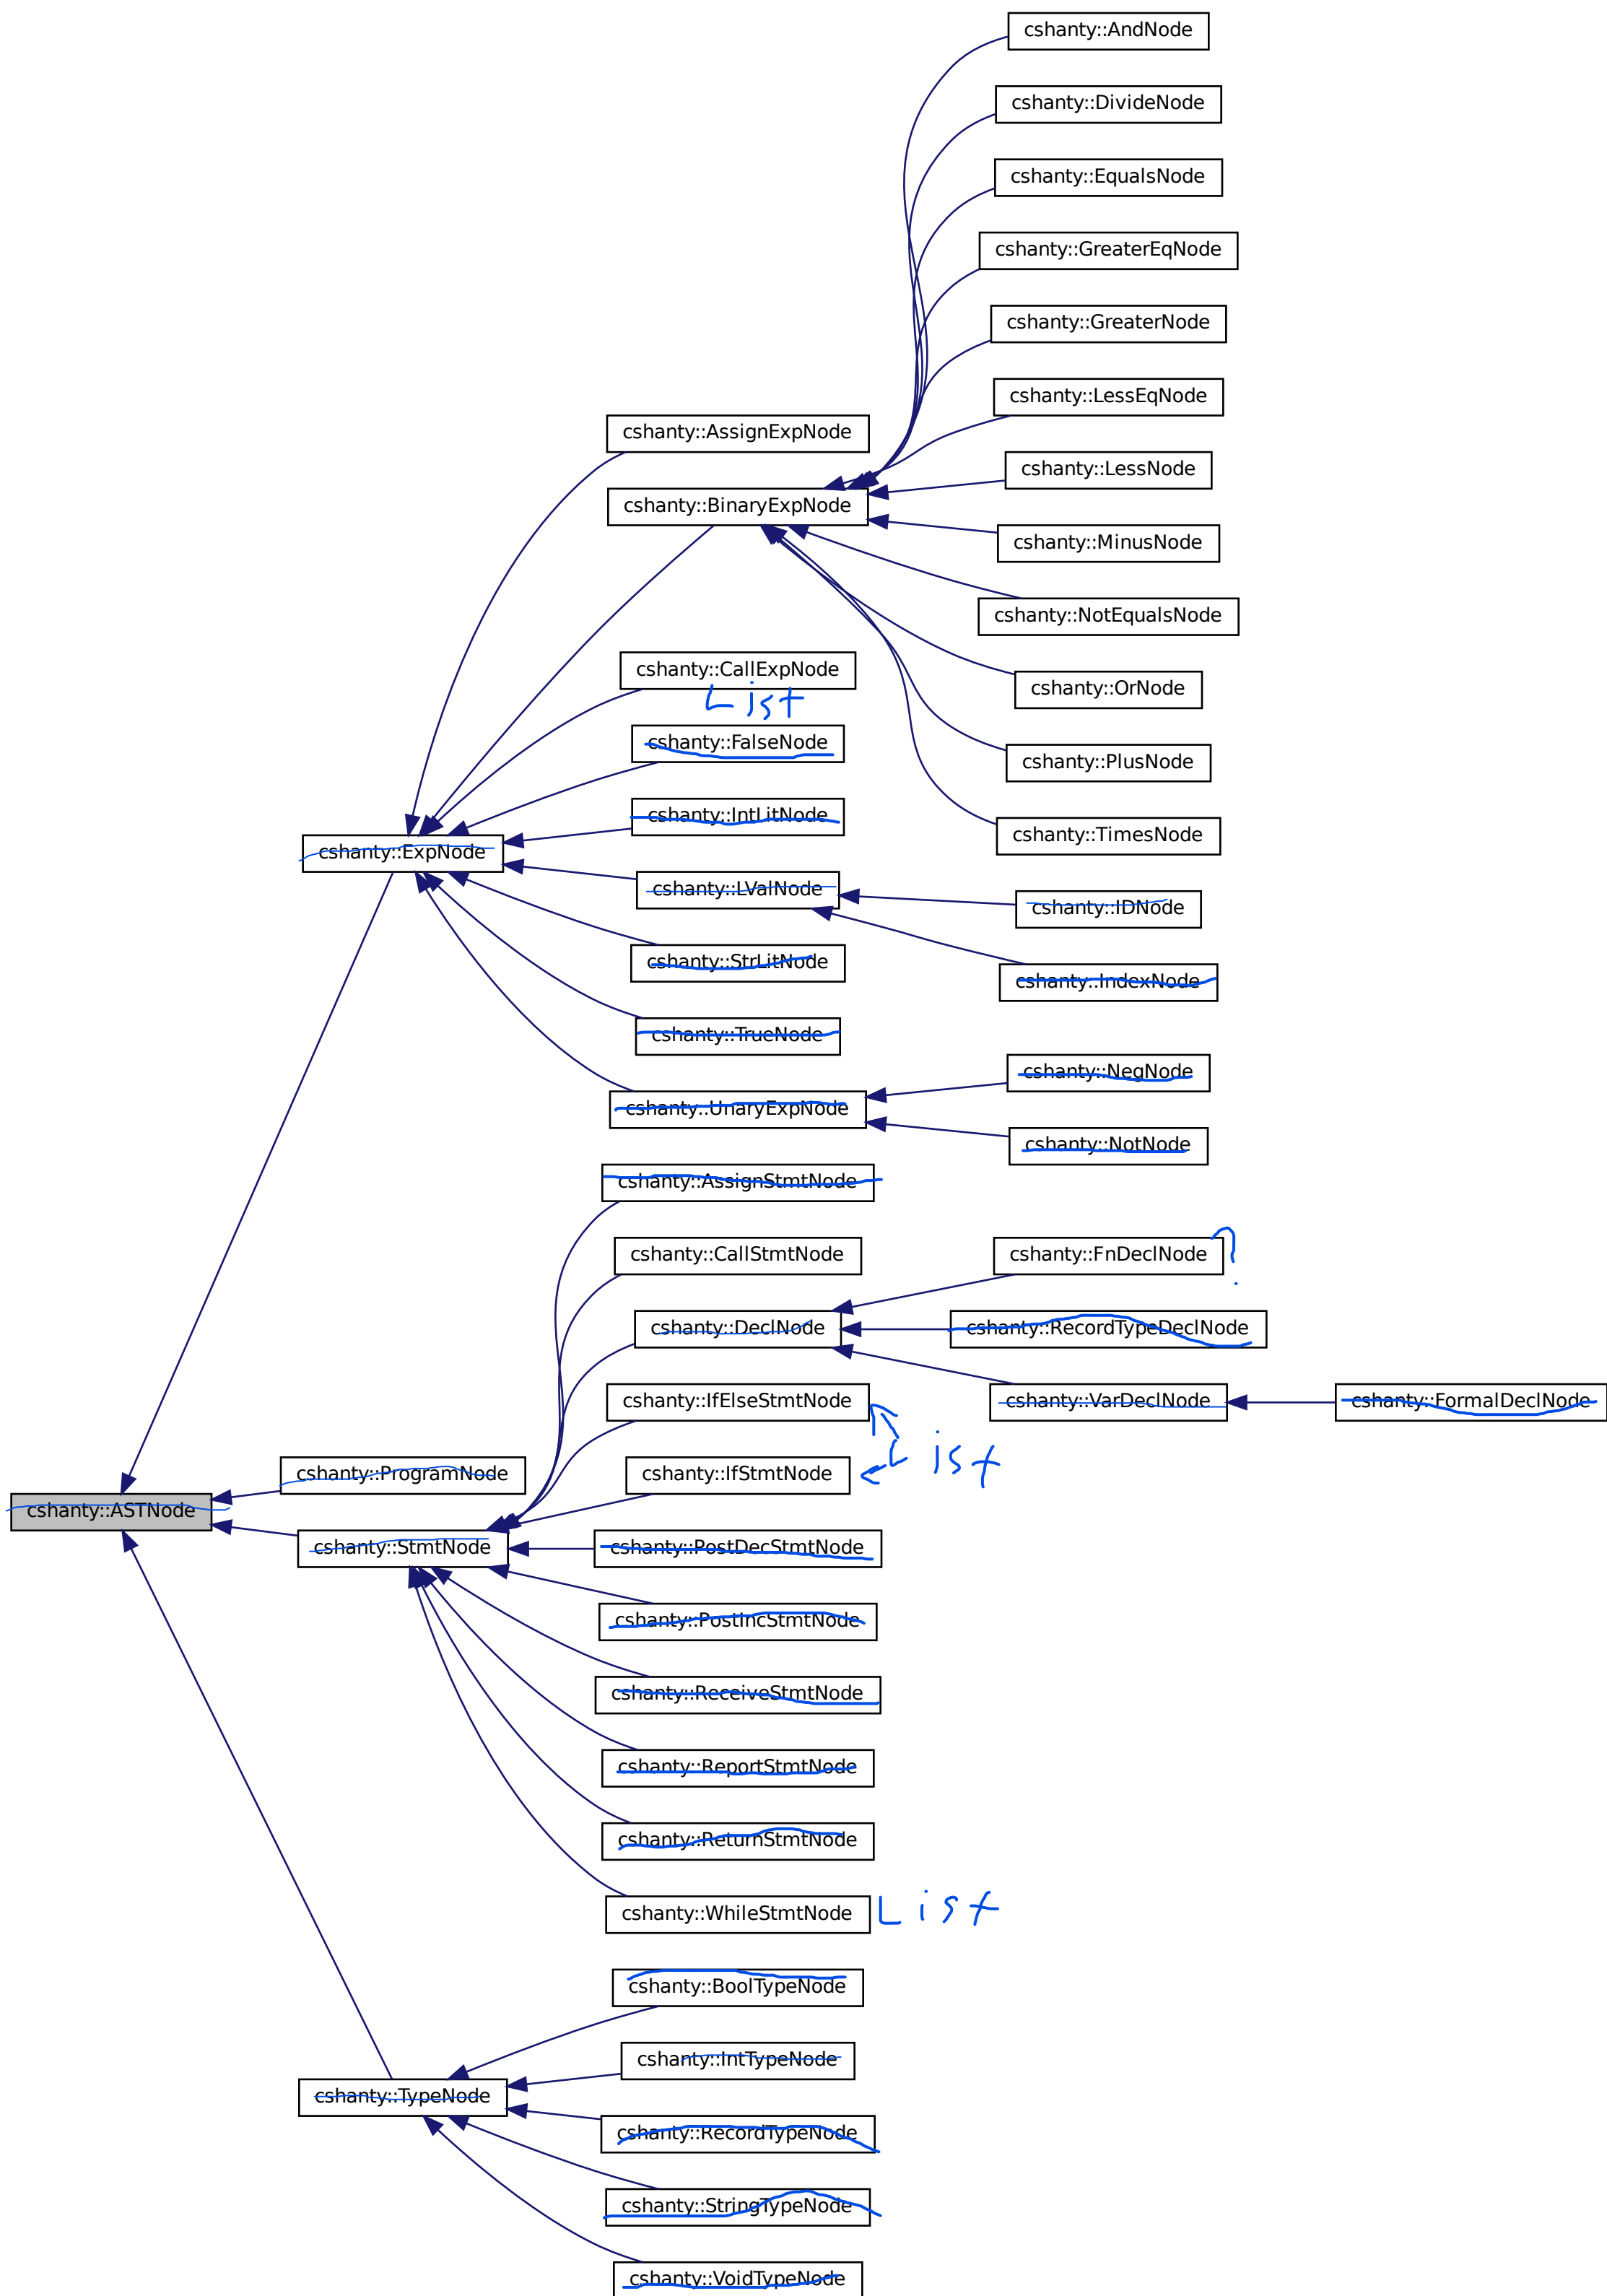 cshanty::AndNode
cshanty::DivideNode
cshanty::EqualsNode
cshanty::GreaterEqNode
cshanty::GreaterNode
cshanty::LessEqNode
cshanty::AssignExpNode
cshanty::LessNode
cshanty::BinaryExpNode
cshanty::MinusNode
cshanty::NotEqualsNode
cshanty::CallExpNode
List
cshanty::OrNode
cshanty::FalseNode
cshanty::PlusNode
cshanty::IntLitNode
cshanty::TimesNode
cshanty::ExpNode
cshanty::LValNode
cshanty::IDNode
cshanty::StrLitNode
cshanty::IndexNode
cshanty::TrueNode
cshanty::NegNode
cshanty::UnaryExpNode
cshanty::NotNode
cshanty::AssignStmtNode
cshanty::CallStmtNode
cshanty::FnDeclNode ?
cshanty::DeclNode
cshanty::RecordTypeDeclNode
cshanty::IfElseStmtNode
cshanty::VarDeclNode
cshanty::FormalDeclNode
List
cshanty::IfStmtNode
cshanty::ProgramNode
cshanty::ASTNode
cshanty::StmtNode
cshanty::PostDecStmtNode
cshanty::PostIncStmtNode
cshanty::ReceiveStmtNode
cshanty::ReportStmtNode
cshanty::ReturnStmtNode
cshanty::WhileStmtNode List
cshanty::BoolTypeNode
cshanty::IntTypeNode
cshanty::TypeNode
cshanty::RecordTypeNode
cshanty::StringTypeNode
cshanty::VoidTypeNode